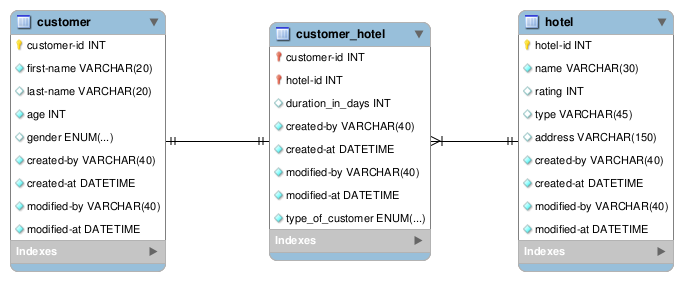 customer
customer-id INT
first-name VARCHAR(20)
last-name VARCHAR(20)
age INT
gender ENUM(...)
created-by VARCHAR(40)
created-at DATETIME
modified-by VARCHAR(40)
modified-at DATETIME
Indexes
customer_hotel
customer-id INT
hotel-id INT
duration_in_days INT
created-by VARCHAR(40)
created-at DATETIME
modified-by VARCHAR(40)
modified-at DATETIME
type_of_customer ENUM(...)
Indexes
hotel
hotel-id INT
name VARCHAR(30)
rating INT
type VARCHAR(45)
address VARCHAR(150)
created-by VARCHAR(40)
created-at DATETIME
modified-by VARCHAR(40)
modified-at DATETIME
Indexes